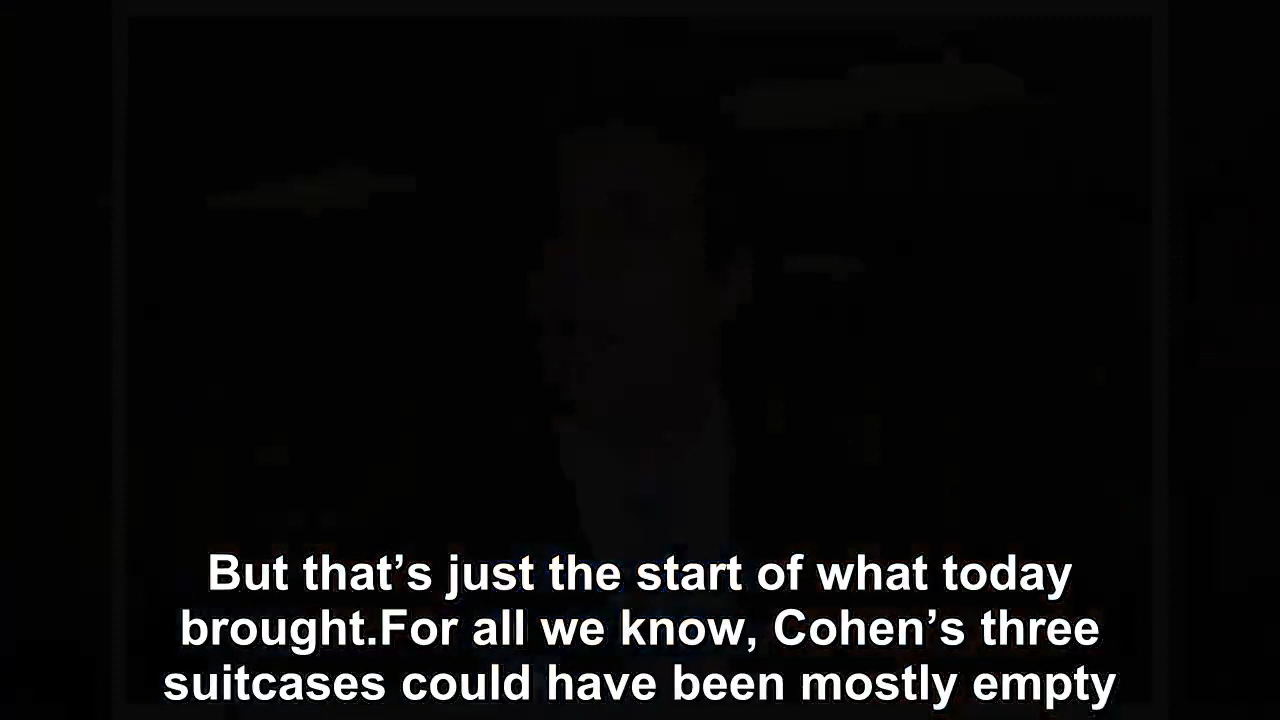 But that’s just the start of what today
brought.For all we know, Cohen’s three
suitcases could have been mostly empty